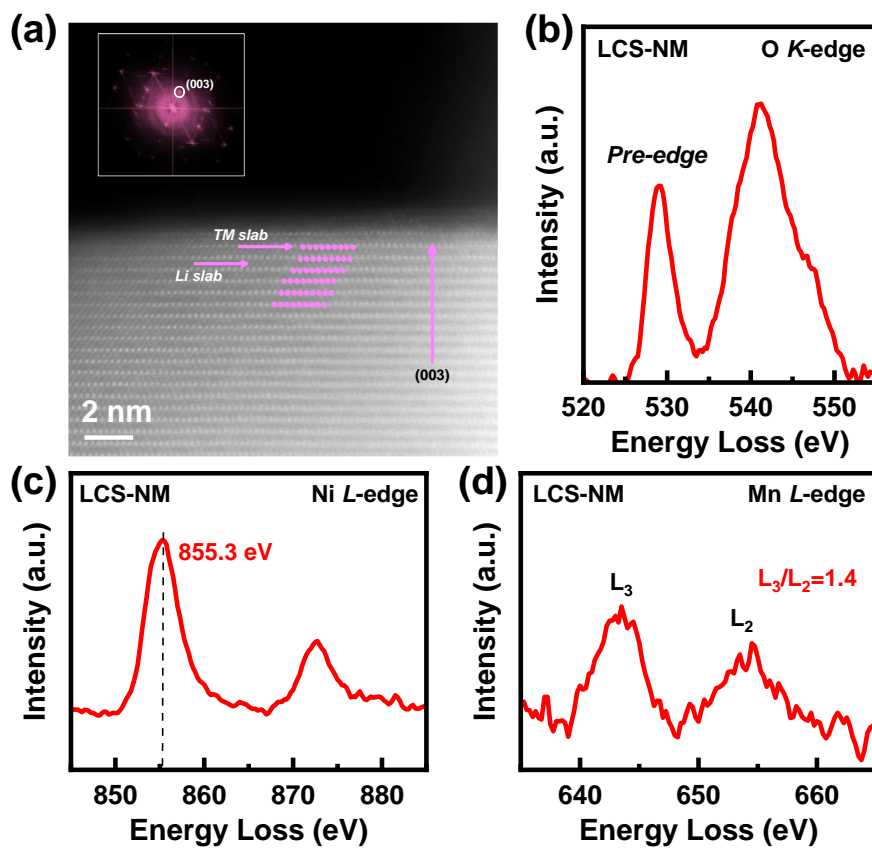 (a)
(003)
TM slab
Li slab
(003)
2 nm
(b)
LCS-NM O K-edge
Pre-edge
Intensity (a.u.)
520 530 540 550
Energy Loss (eV)
(c)
LCS-NM Ni L-edge
855.3 eV
Intensity (a.u.)
850 860 870 880
Energy Loss (eV)
(d)
LCS-NM Mn L-edge
L₃/L₂=1.4
L₃
L₂
Intensity (a.u.)
640 650 660
Energy Loss (eV)